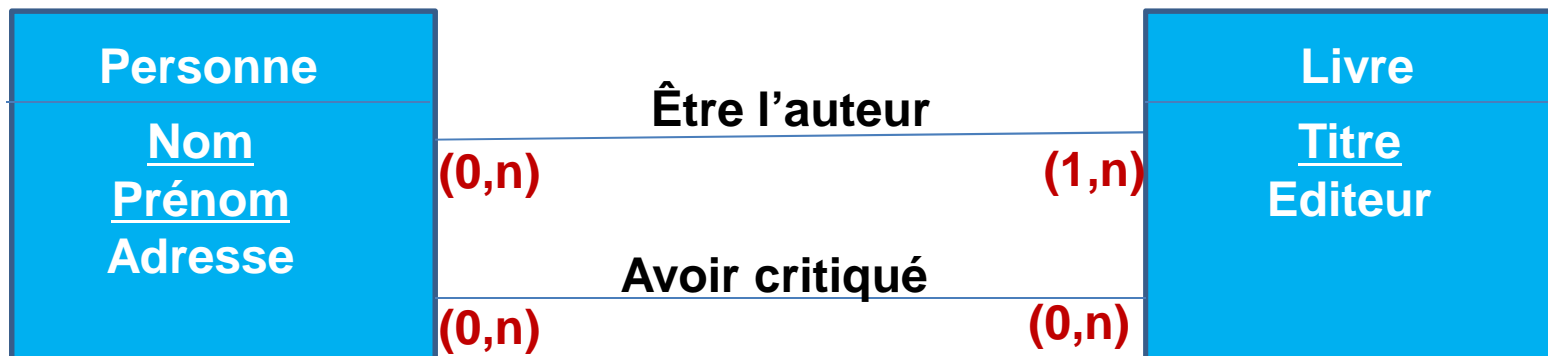 Personne
Nom
Prénom
Adresse
Être l’auteur
(0,n)
(1,n)
Avoir critiqué
(0,n)
(0,n)
Livre
Titre
Editeur